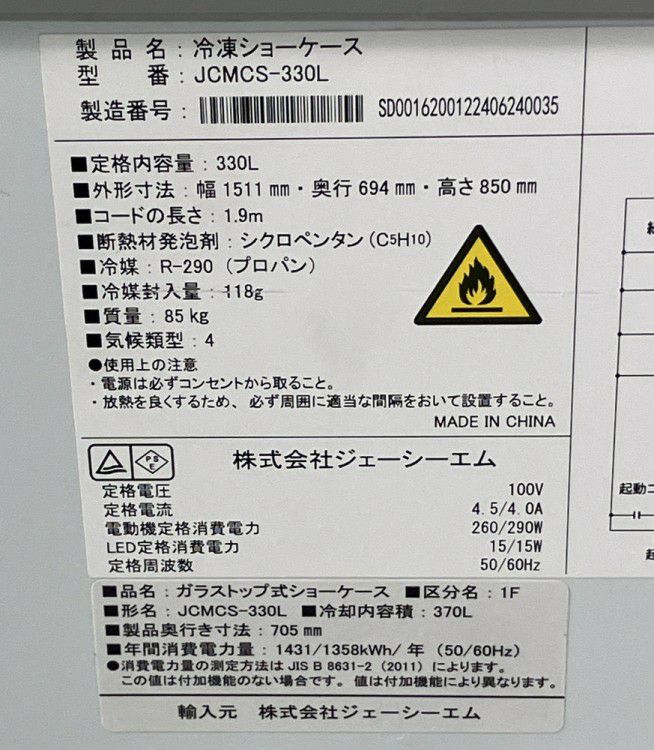 製品名：冷凍ショーケース
型　番：JCMCS-330L
製造番号： SD0016200122406240035
■定格内容量：330L
■外形寸法：幅 1511 mm・奥行 694 mm・高さ 850 mm
■コードの長さ：1.9m
■断熱材発泡剤：シクロペンタン（C5H10）
■冷媒：R-290（プロパン）
■冷媒封入量：118g
■質量：85 kg
■気候類型：4
●使用上の注意
・電源は必ずコンセントから取ること。
・放熱を良くするため、必ず周囲に適当な間隔をおいて設置すること。
MADE IN CHINA
PSE
株式会社ジェーシーエム
定格電圧 100V
定格電流 4.5/4.0A
電動機定格消費電力 260/290W
LED定格消費電力 15/15W
定格周波数 50/60Hz
起動コ
■品名：ガラストップ式ショーケース ■区分名：1F
■形名：JCMCS-330L ■冷却内容積：370L
■製品奥行き寸法：705 mm
■年間消費電力量：1431/1358kWh/ 年（50/60Hz）
●消費電力量の測定方法は JIS B 8631-2（2011）によります。
この値は付加機能のない場合です。値は付加機能により異なります。
輸入元　株式会社ジェーシーエム